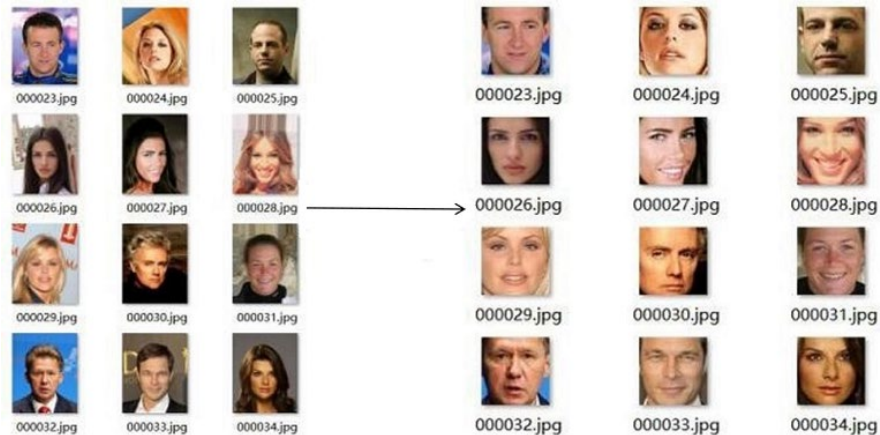 000023.jpg 000024.jpg 000025.jpg 000023.jpg 000024.jpg 000025.jpg
000026.jpg 000027.jpg 000028.jpg 000026.jpg 000027.jpg 000028.jpg
000029.jpg 000030.jpg 000031.jpg 000029.jpg 000030.jpg 000031.jpg
000032.jpg 000033.jpg 000034.jpg 000032.jpg 000033.jpg 000034.jpg